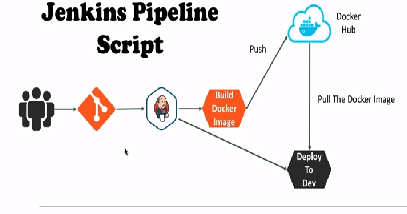 Jenkins Pipeline
Script
Docker
Hub
Push
Build
Docker
Image
Pull The Docker Image
Deploy
To
Dev